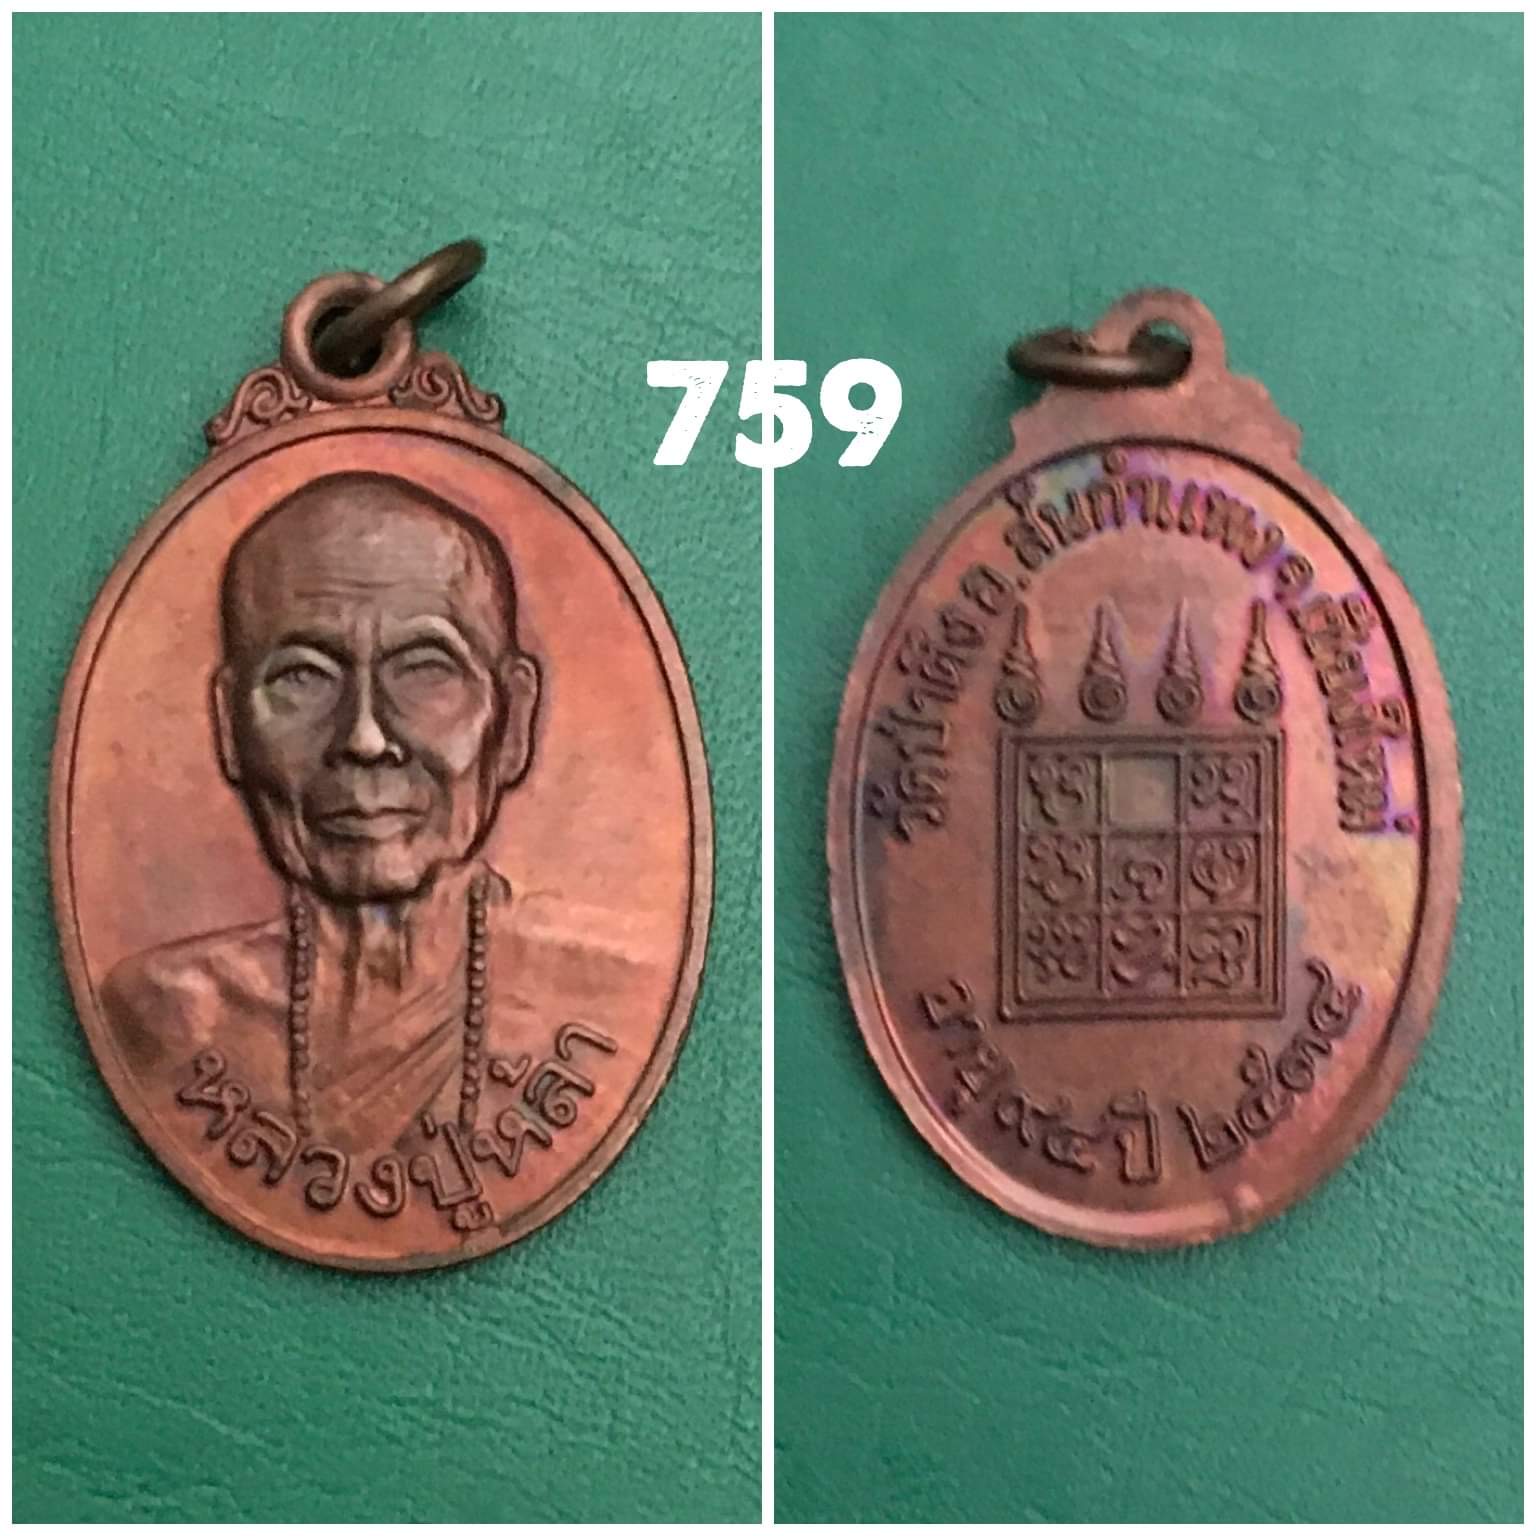 759
หลวงปู่หล้า
วัดป่าตึง อ.สันกำแพง จ.เชียงใหม่
อายุ ๙๔ ปี ๒๕๓๔